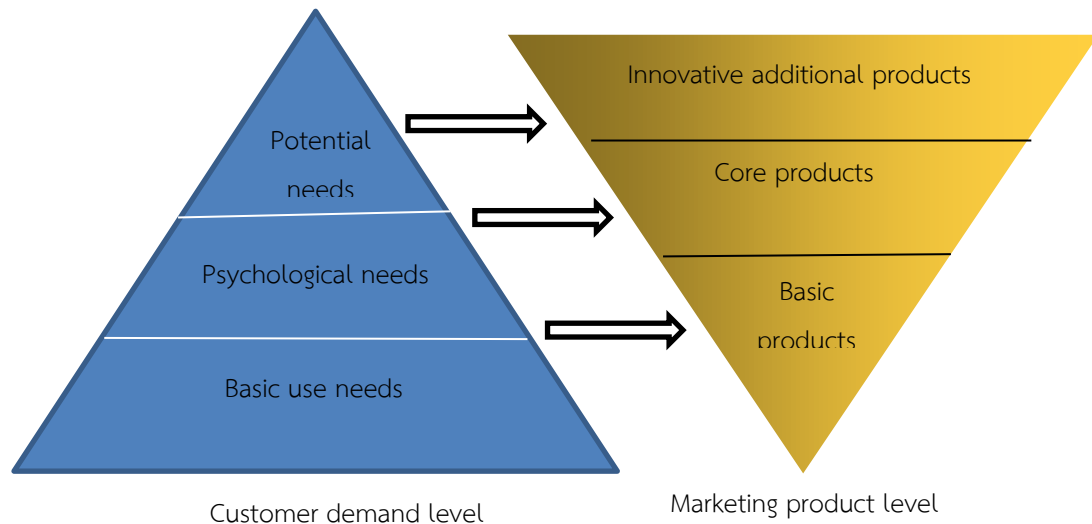 Potential
needs
Psychological needs
Basic use needs
Customer demand level
Innovative additional products
Core products
Basic
products
Marketing product level